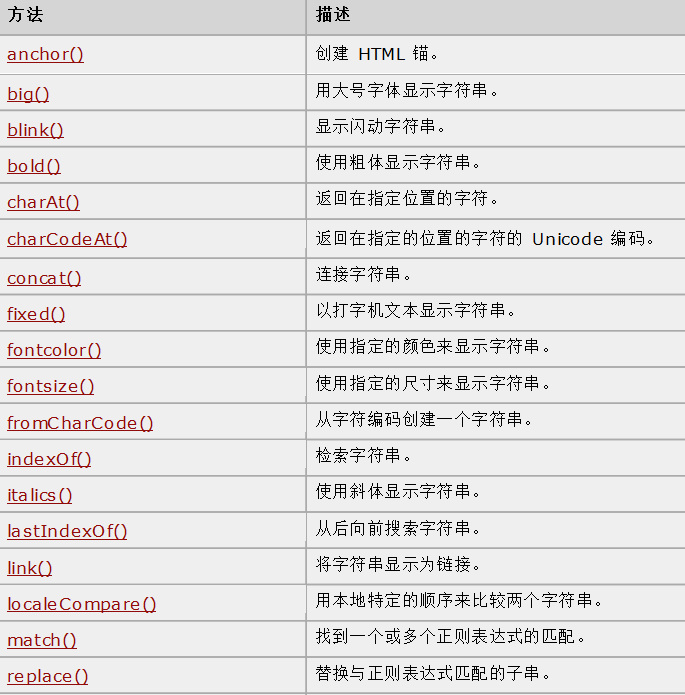 方法 描述
anchor() 创建 HTML 锚。
big() 用大号字体显示字符串。
blink() 显示闪动字符串。
bold() 使用粗体显示字符串。
charAt() 返回在指定位置的字符。
charCodeAt() 返回在指定的位置的字符的 Unicode 编码。
concat() 连接字符串。
fixed() 以打字机文本显示字符串。
fontcolor() 使用指定的颜色来显示字符串。
fontsize() 使用指定的尺寸来显示字符串。
fromCharCode() 从字符编码创建一个字符串。
indexOf() 检索字符串。
italics() 使用斜体显示字符串。
lastIndexOf() 从后向前搜索字符串。
link() 将字符串显示为链接。
localeCompare() 用本地特定的顺序来比较两个字符串。
match() 找到一个或多个正则表达式的匹配。
replace() 替换与正则表达式匹配的子串。